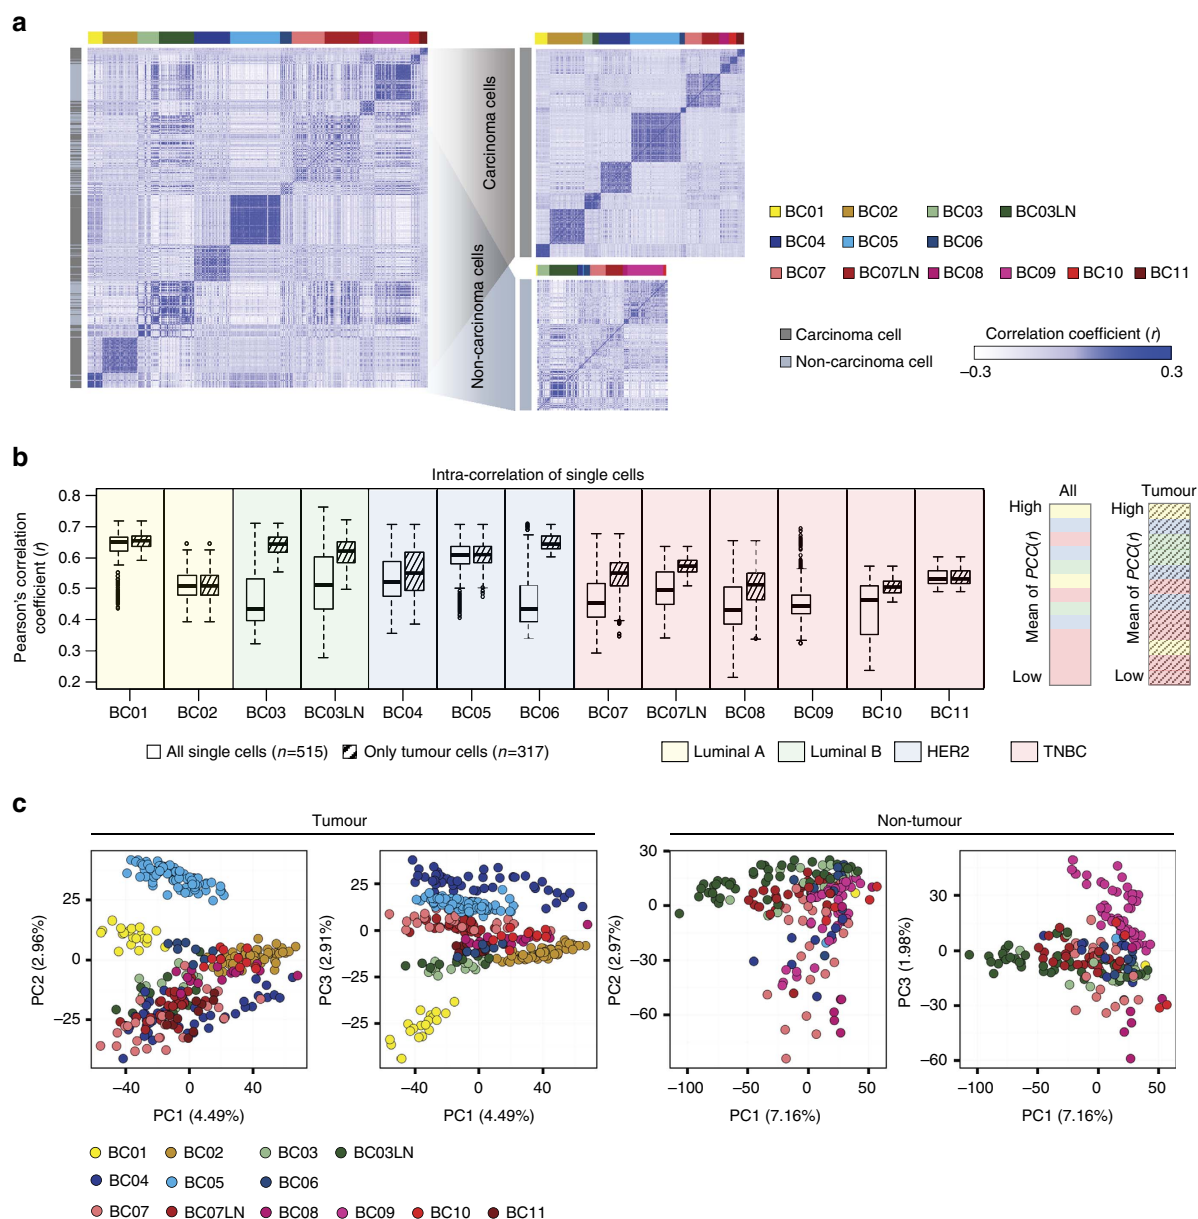 a
Carcinoma cells
Non-carcinoma cells
BC01 BC02 BC03 BC03LN
BC04 BC05 BC06
BC07 BC07LN BC08 BC09 BC10 BC11
Carcinoma cell
Non-carcinoma cell
Correlation coefficient (r)
–0.3 0.3
b
Intra-correlation of single cells
Pearson's correlation
coefficient (r)
0.8
0.7
0.6
0.5
0.4
0.3
0.2
BC01 BC02 BC03 BC03LN BC04 BC05 BC06 BC07 BC07LN BC08 BC09 BC10 BC11
All single cells (n=515) Only tumour cells (n=317)
Luminal A Luminal B HER2 TNBC
All Tumour
High High
Mean of PCC(r) Mean of PCC(r)
Low Low
c
Tumour
Non-tumour
PC2 (2.96%)
25
0
–25
–40 0 40
PC1 (4.49%)
PC3 (2.91%)
25
0
–25
–25
–40 0 40
PC1 (4.49%)
PC2 (2.97%)
30
0
–30
–60
–100 –50 0 50
PC1 (7.16%)
PC3 (1.98%)
30
0
–30
–60
–100 –50 0 50
PC1 (7.16%)
BC01 BC02 BC03 BC03LN
BC04 BC05 BC06
BC07 BC07LN BC08 BC09 BC10 BC11